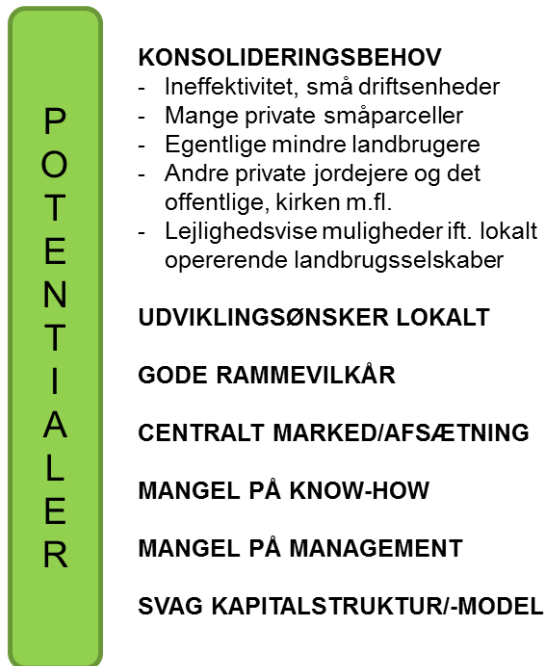 POTENTIALER
KONSOLIDERINGSBEHOV
- Ineffektivitet, små driftsenheder
- Mange private småparceller
- Egentlige mindre landbrugere
- Andre private jordejere og det
offentlige, kirken m.fl.
- Lejlighedsvise muligheder ift. lokalt
opererende landbrugsselskaber
UDVIKLINGSØNSKER LOKALT
GODE RAMMEVILKÅR
CENTRALT MARKED/AFSÆTNING
MANGEL PÅ KNOW-HOW
MANGEL PÅ MANAGEMENT
SVAG KAPITALSTRUKTUR/-MODEL